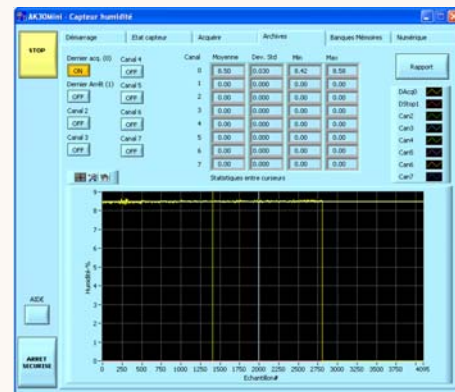 AK30Mini - Capteur humidité
STOP
Démarrage Etat capteur Acquère Archives Banques Mémoires Numérique
Dernier acq. (0) Canal 4
ON OFF
Dernier Arrêt (1) Canal 5
OFF OFF
Canal 2 Canal 6
OFF OFF
Canal 3 Canal 7
OFF OFF
Canal Moyenne Dev. Std Min Max
0 8.50 0.030 8.42 8.58
1 0.00 0.000 0.00 0.00
2 0.00 0.000 0.00 0.00
3 0.00 0.000 0.00 0.00
4 0.00 0.000 0.00 0.00
5 0.00 0.000 0.00 0.00
6 0.00 0.000 0.00 0.00
7 0.00 0.000 0.00 0.00
Statistiques entre curseurs
Rapport
DAcq0
DStop1
Can2
Can3
Can4
Can5
Can6
Can7
Humidité-%
9
8
7
6
5
4
3
2
1
0
0 250 500 750 1000 1250 1500 1750 2000 2250 2500 2750 3000 3250 3500 3750 4095
Echantillon#
AIDE
ARRET
SECURISE